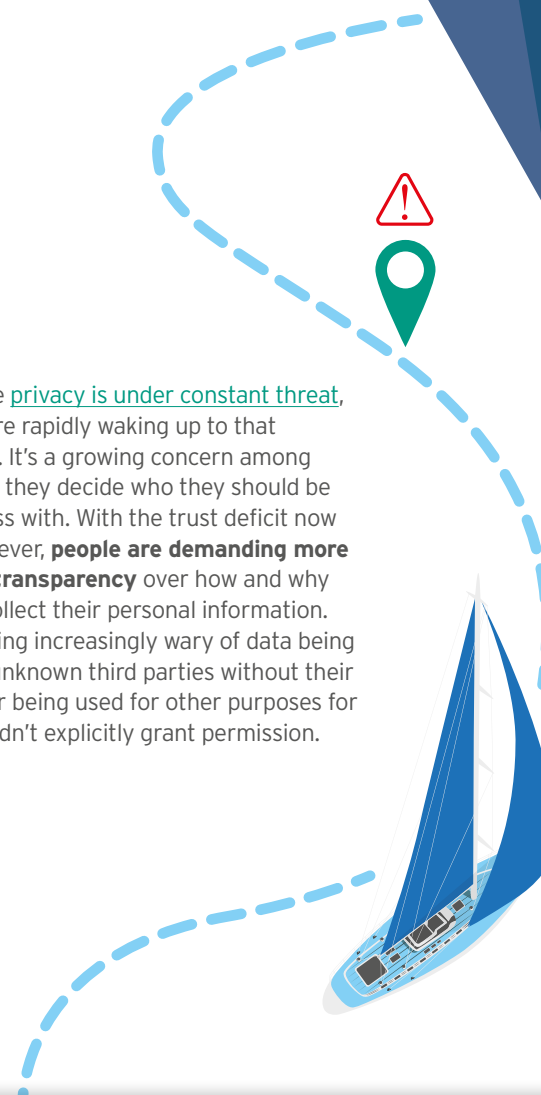 privacy is under constant threat,
re rapidly waking up to that
. It's a growing concern among
they decide who they should be
ss with. With the trust deficit now
ever, people are demanding more
transparency over how and why
ollect their personal information.
ing increasingly wary of data being
unknown third parties without their
r being used for other purposes for
dn't explicitly grant permission.